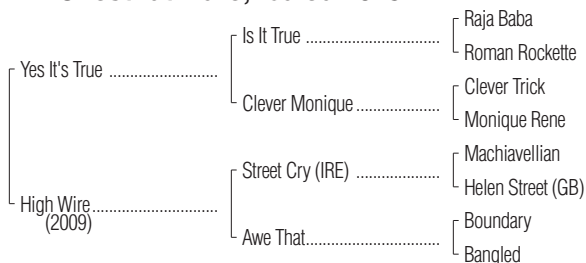 Raja Baba
Is It True ........................
Roman Rockette
Yes It's True ...........................
Clever Trick
Clever Monique .....................
Monique Rene
Machiavellian
Street Cry (IRE) .....................
Helen Street (GB)
High Wire...............................
(2009)
Boundary
Awe That..................................
Bangled